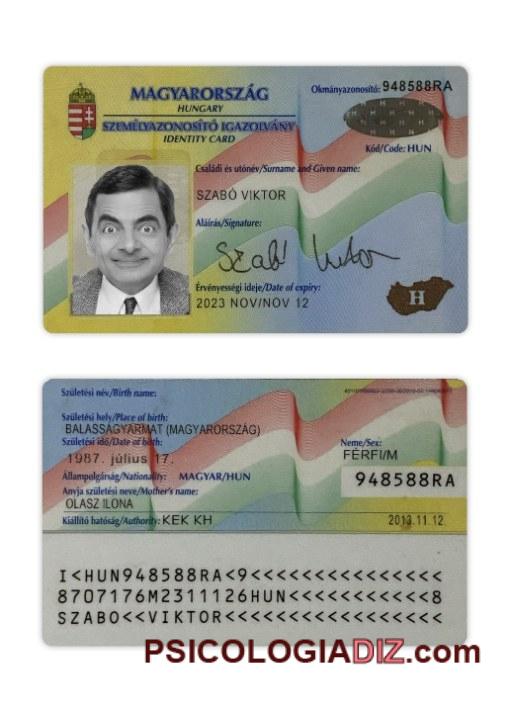 MAGYARORSZÁG
HUNGARY
SZEMÉLYAZONOSÍTÓ IGAZOLVÁNY
IDENTITY CARD
Okmányazonosító: 948588RA
Kód/Code: HUN
Családi és utónév/Surname and Given name:
SZABÓ VIKTOR
Aláírás/Signature:
Szabó Viktor
Érvényességi ideje/Date of expiry:
2023 NOV/NOV 12
H
Születési név/Birth name:
Születési hely/Place of birth:
BALASSAGYARMAT (MAGYARORSZÁG)
Születési idő/Date of birth:
1987. július 17.
Neme/Sex:
FÉRFI/M
Állampolgárság/Nationality: MAGYAR/HUN
948588RA
Anyja születési neve/Mother's name:
OLASZ ILONA
Kiállító hatóság/Authority: KEK KH
2013.11.12.
I<HUN948588RA<9<<<<<<<<<<<<<<<
8707176M2311126HUN<<<<<<<<<<<8
SZABO<<VIKTOR<<<<<<<<<<<<<<<<<
PSICOLOGIADIZ.com